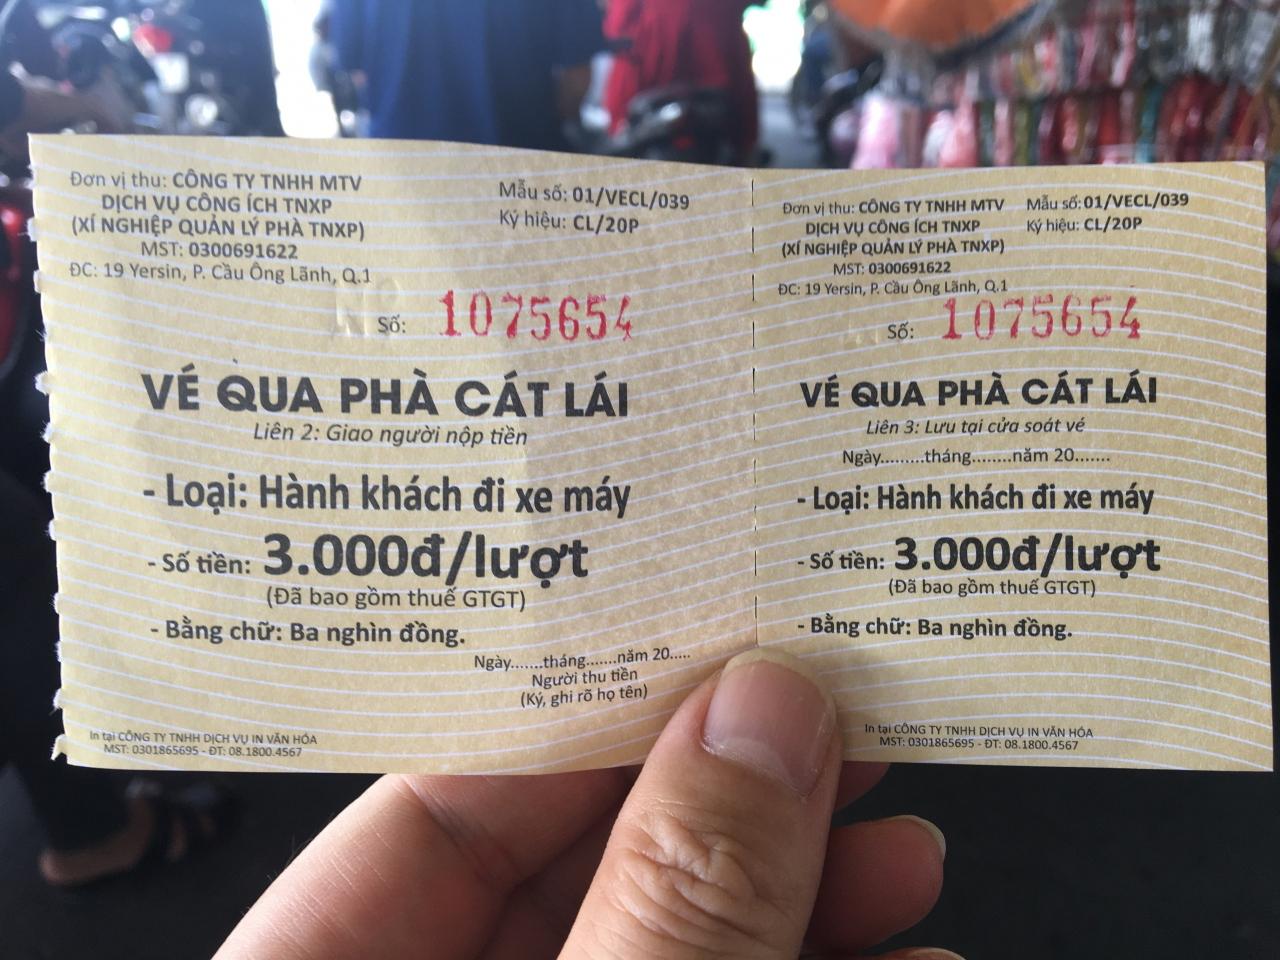 Đơn vị thu: CÔNG TY TNHH MTV
DỊCH VỤ CÔNG ÍCH TNXP
(XÍ NGHIỆP QUẢN LÝ PHÀ TNXP)
MST: 0300691622
ĐC: 19 Yersin, P. Cầu Ông Lãnh, Q.1
Mẫu số: 01/VECL/039
Ký hiệu: CL/20P
Số: 1075654
VÉ QUA PHÀ CÁT LÁI
Liên 2: Giao người nộp tiền
- Loại: Hành khách đi xe máy
- Số tiền: 3.000đ/lượt
(Đã bao gồm thuế GTGT)
- Bằng chữ: Ba nghìn đồng.
Ngày.......tháng.......năm 20.....
Người thu tiền
(Ký, ghi rõ họ tên)
In tại CÔNG TY TNHH DỊCH VỤ IN VĂN HÓA
MST: 0301865695 - ĐT: 08.1800.4567
Đơn vị thu: CÔNG TY TNHH MTV
DỊCH VỤ CÔNG ÍCH TNXP
(XÍ NGHIỆP QUẢN LÝ PHÀ TNXP)
MST: 0300691622
ĐC: 19 Yersin, P. Cầu Ông Lãnh, Q.1
Mẫu số: 01/VECL/039
Ký hiệu: CL/20P
Số: 1075654
VÉ QUA PHÀ CÁT LÁI
Liên 3: Lưu tại cửa soát vé
Ngày.........tháng........năm 20.......
- Loại: Hành khách đi xe máy
- Số tiền: 3.000đ/lượt
(Đã bao gồm thuế GTGT)
- Bằng chữ: Ba nghìn đồng.
In tại CÔNG TY TNHH DỊCH VỤ IN VĂN HÓA
MST: 0301865695 - ĐT: 08.1800.4567